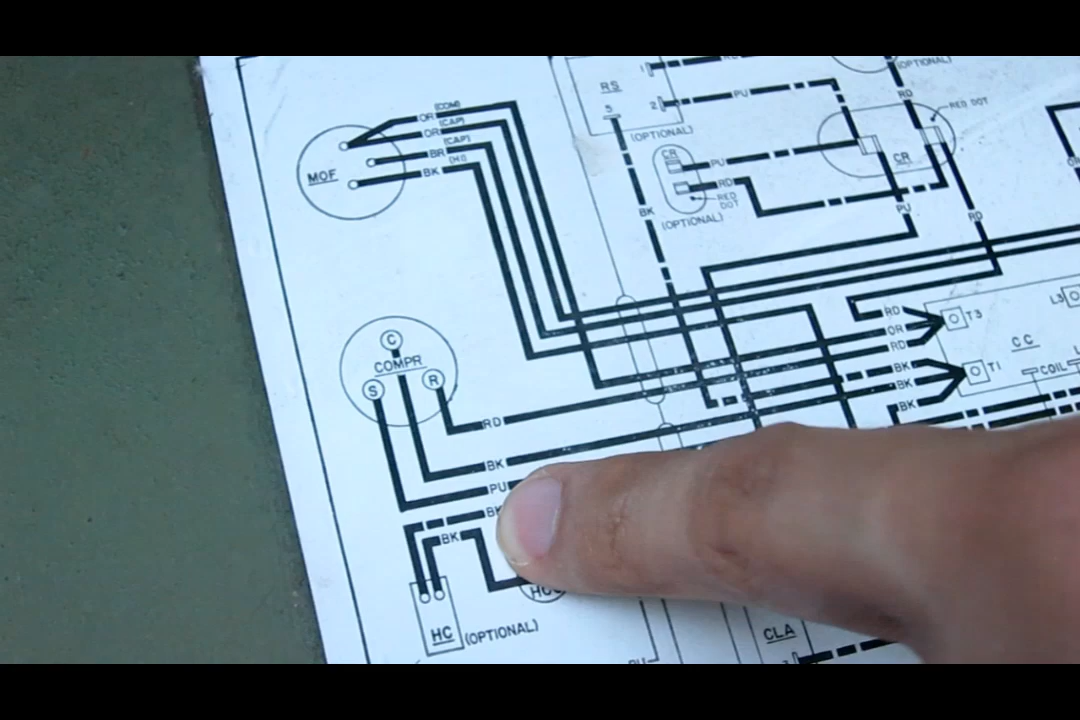 (OPTIONAL)
RS
1
2
PU
RD
RED DOT
5
(OPTIONAL)
OR
(COM)
OR
(CAP)
BR
(CAP)
BK
(HI)
MOF
CR
PU
RD
RED
DOT
(OPTIONAL)
CR
BK
PU
RD
L3
T3
RD
OR
RD
CC
T1
COIL
BK
BK
BK
C
COMPR
S
R
RD
BK
PU
BK
HC
(OPTIONAL)
CLA